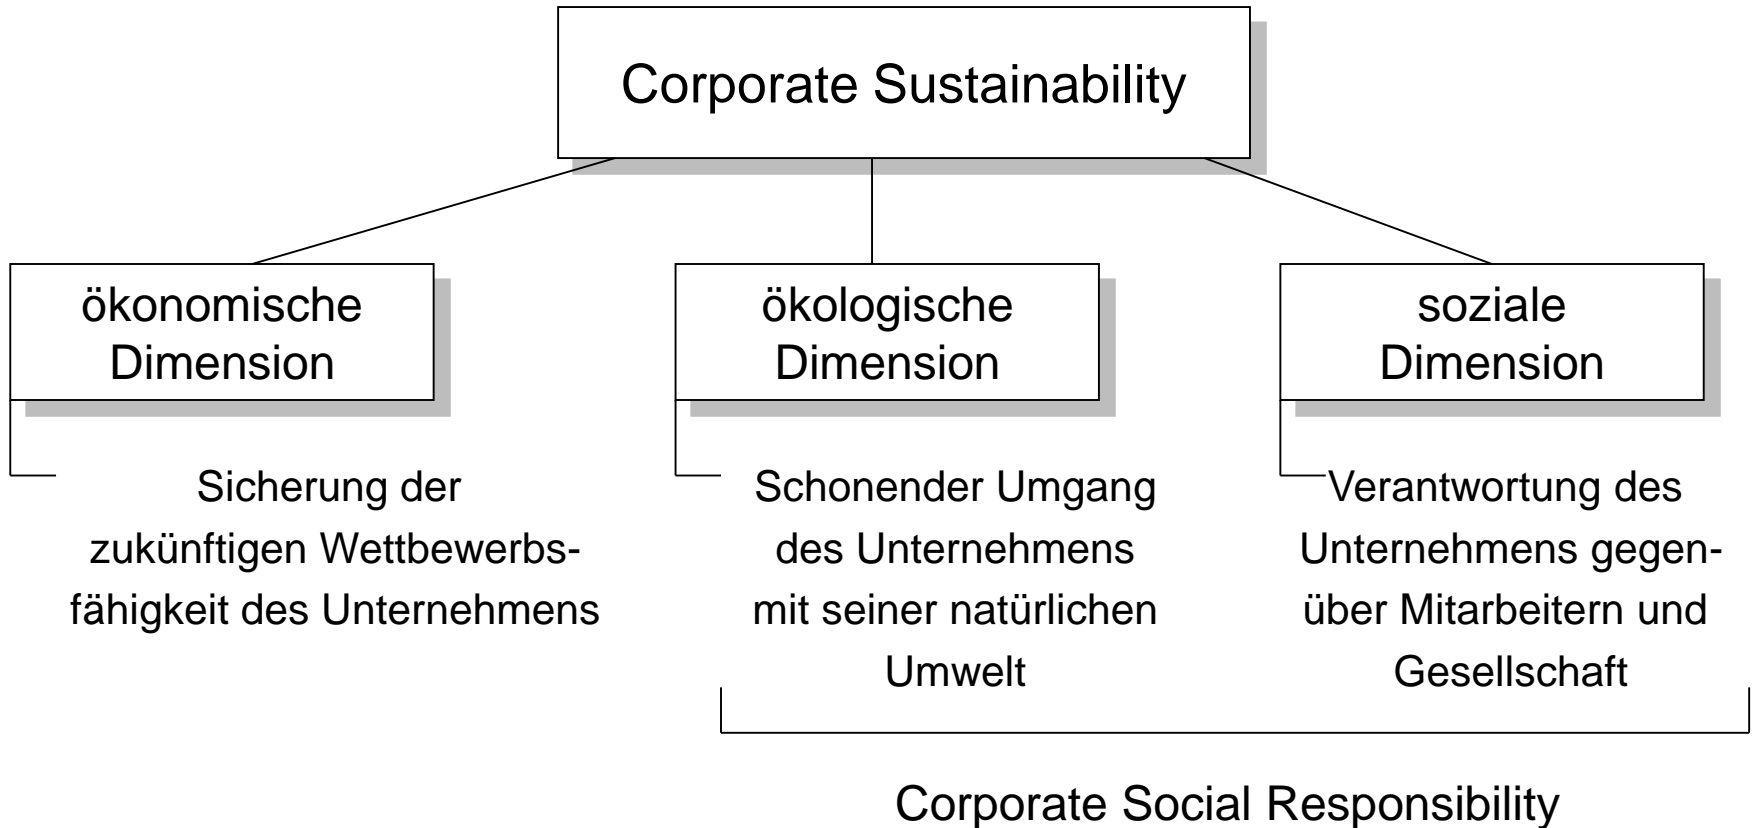 Corporate Sustainability
ökonomische
Dimension
Sicherung der
zukünftigen Wettbewerbs-
fähigkeit des Unternehmens
ökologische
Dimension
Schonender Umgang
des Unternehmens
mit seiner natürlichen
Umwelt
soziale
Dimension
Verantwortung des
Unternehmens gegen-
über Mitarbeitern und
Gesellschaft
Corporate Social Responsibility